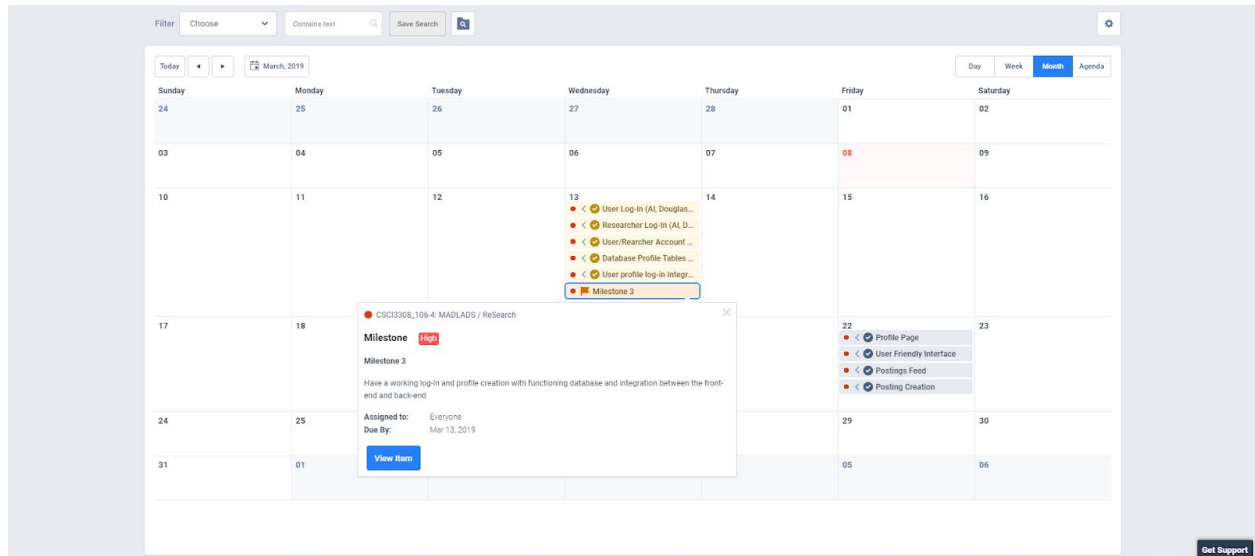 Filter Choose Contains text Save Search
Today March, 2019 Day Week Month Agenda
Sunday Monday Tuesday Wednesday Thursday Friday Saturday
24 25 26 27 28 01 02
03 04 05 06 07 08 09
10 11 12 13 14 15 16
User Log-In (AI, Douglas...
Researcher Log-In (AI, D...
User/Rearcher Account ...
Database Profile Tables ...
User profile log-in Integr...
Milestone 3
CSCI3308_106-4: MADLADS / ReSearch
Milestone High
Milestone 3
Have a working log-in and profile creation with functioning database and integration between the front-
end and back-end
Assigned to: Everyone
Due By: Mar 13, 2019
View Item
17 18 22 23
Profile Page
User Friendly Interface
Postings Feed
Posting Creation
24 25 29 30
31 01 05 06
Get Support